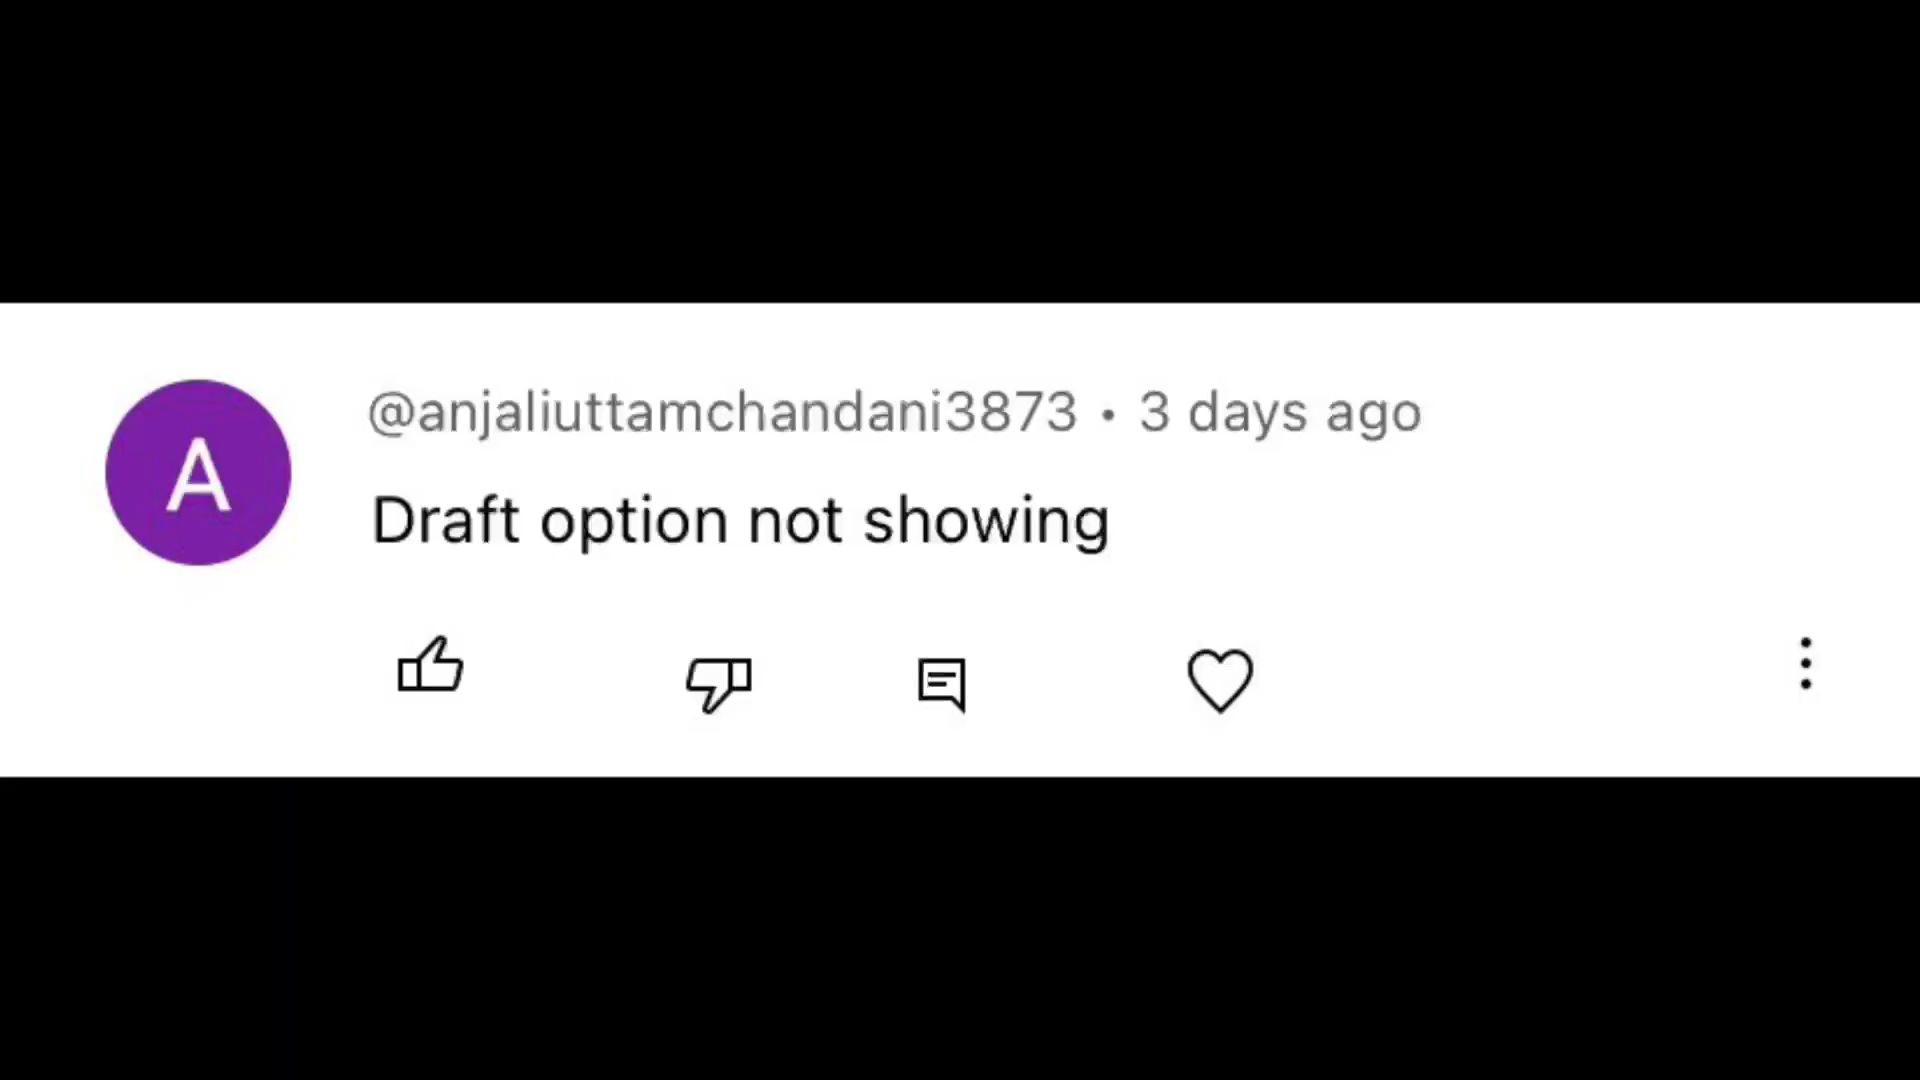 A
@anjaliuttamchandani3873 • 3 days ago
Draft option not showing